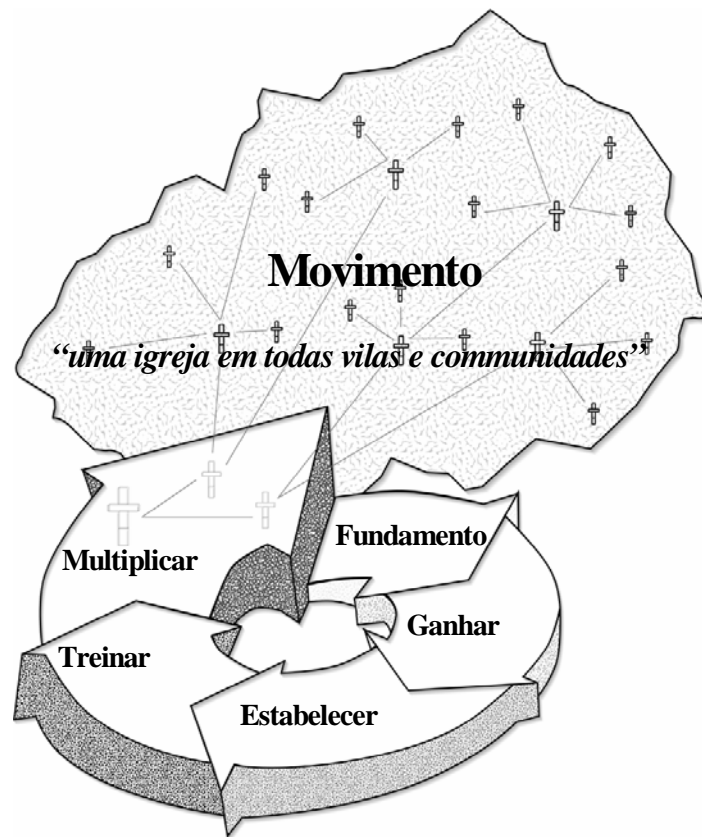 Movimento
“uma igreja em todas vilas e communidades”
Fundamento
Multiplicar
Ganhar
Treinar
Estabelecer